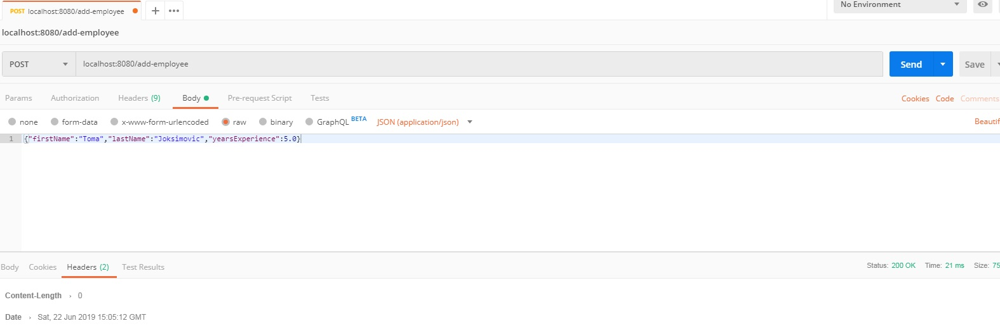 POST localhost:8080/add-employee
No Environment
localhost:8080/add-employee
POST localhost:8080/add-employee Send Save
Params Authorization Headers (9) Body Pre-request Script Tests Cookies Code Comments
none form-data x-www-form-urlencoded raw binary GraphQL BETA JSON (application/json) Beautif
1 {"firstName":"Toma","lastName":"Joksimovic","yearsExperience":5.0}
Body Cookies Headers (2) Test Results Status: 200 OK Time: 21 ms Size: 75
Content-Length › 0
Date › Sat, 22 Jun 2019 15:05:12 GMT